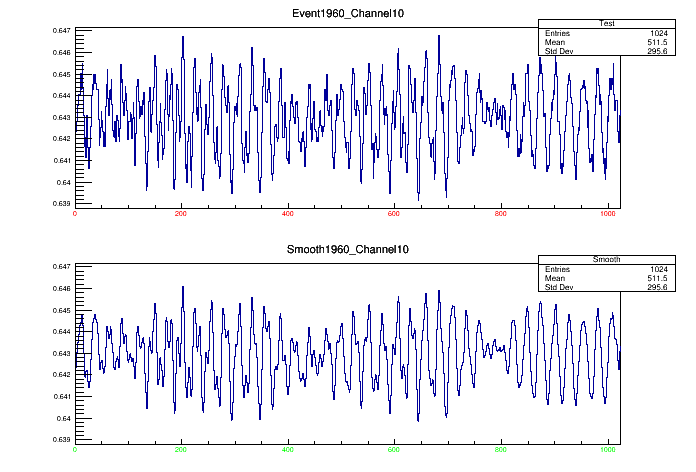 Event1960_Channel10
Test
Entries 1024
Mean 511.5
Std Dev 295.6
0.647
0.646
0.645
0.644
0.643
0.642
0.641
0.64
0.639
0 200 400 600 800 1000
Smooth1960_Channel10
Smooth
Entries 1024
Mean 511.5
Std Dev 295.6
0.647
0.646
0.645
0.644
0.643
0.642
0.641
0.64
0.639
0 200 400 600 800 1000